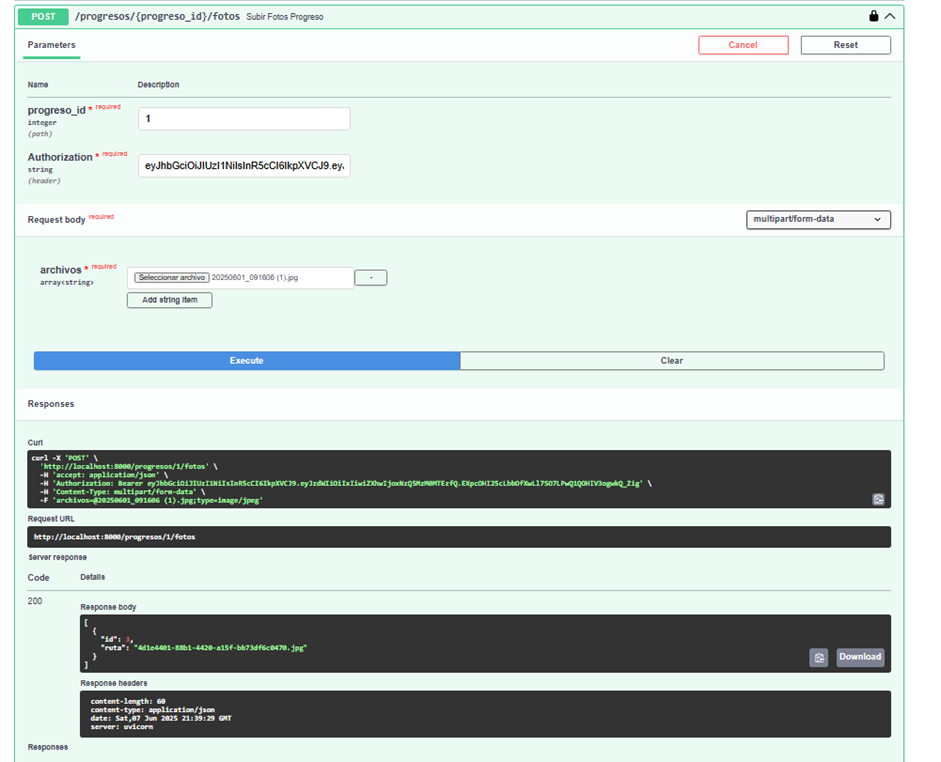 POST /progresos/{progreso_id}/fotos Subir Fotos Progreso
Parameters
Cancel
Reset
Name Description
progreso_id * required
integer
(path)
1
Authorization * required
string
(header)
Request body required
multipart/form-data
archivos * required
array<string>
Seleccionar archivo 20250601_091606 (1).jpg
-
Add string item
Execute
Clear
Responses
Curl
curl -X 'POST' \
'http://localhost:8000/progresos/1/fotos' \
-H 'accept: application/json' \
-H 'Authorization: Bearer
-H 'Content-Type: multipart/form-data' \
-F 'archivos=@20250601_091606 (1).jpg;type=image/jpeg'
Request URL
http://localhost:8000/progresos/1/fotos
Server response
Code Details
200
Response body
[
{
"id": 3,
"ruta": "4d1e4401-88b1-4420-a15f-bb73df6c0470.jpg"
}
]
Download
Response headers
content-length: 60
content-type: application/json
date: Sat,07 Jun 2025 21:39:29 GMT
server: uvicorn
Responses